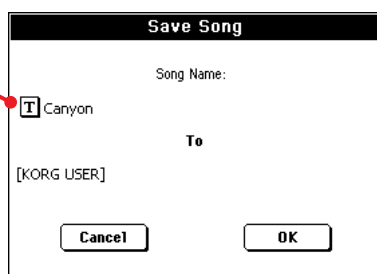 Save Song
Song Name:
T Canyon
To
[KORG USER]
Cancel OK